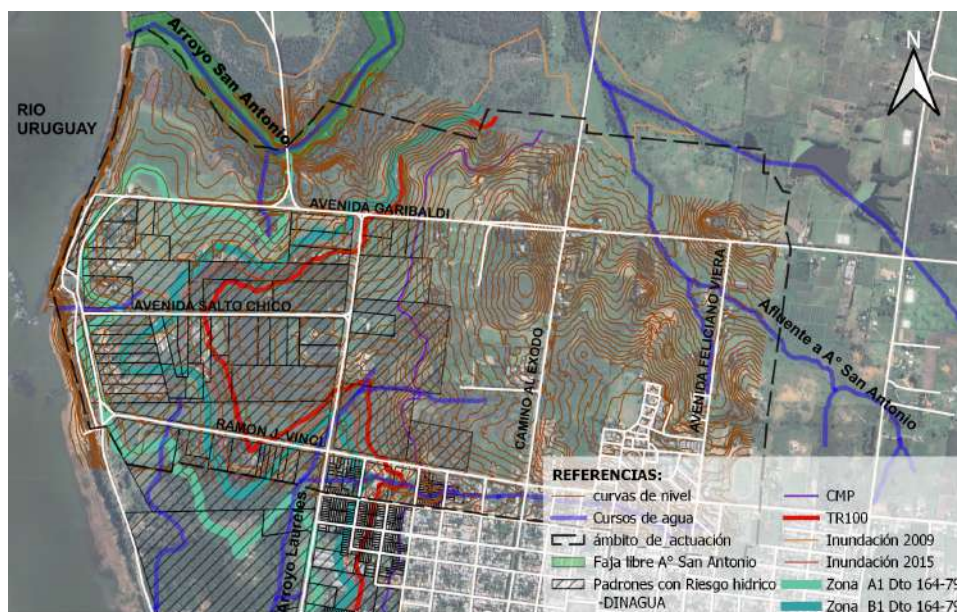 Arroyo San Antonio
N
RIO
URUGUAY
AVENIDA GARIBALDI
AVENIDA SALTO CHICO
CAMINO AL EXODO
AVENIDA FELICIANO VIERA
Afluente a A° San Antonio
RAMON J. VINCI
Arroyo Laureles
REFERENCIAS:
curvas de nivel
Cursos de agua
ámbito_de_actuación
Faja libre A° San Antonio
Padrones con Riesgo hidrico
-DINAGUA
CMP
TR100
Inundación 2009
Inundación 2015
Zona A1 Dto 164-79
Zona B1 Dto 164-79